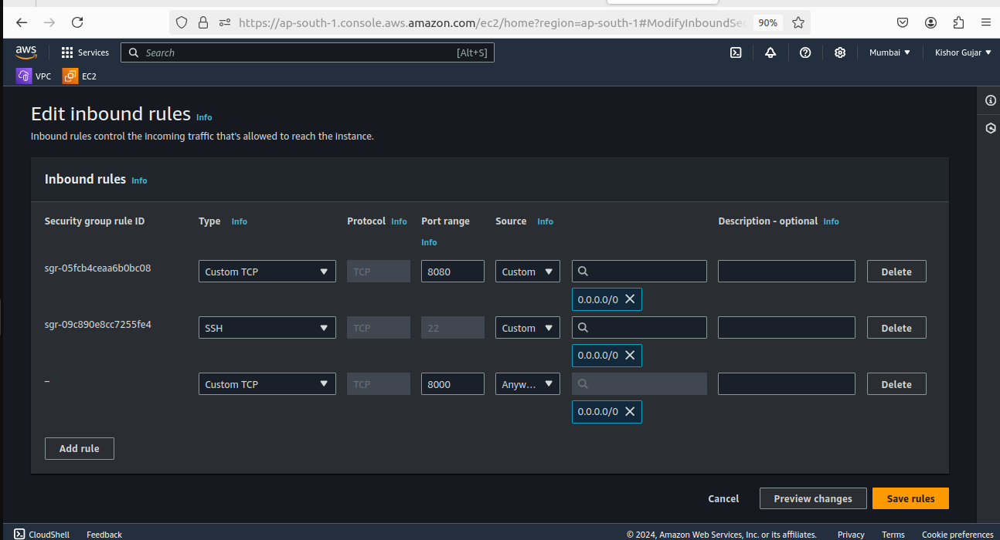 https://ap-south-1.console.aws.amazon.com/ec2/home?region=ap-south-1#ModifyInboundSec 90%
aws Services Search [Alt+S] Mumbai Kishor Gujar
VPC EC2
Edit inbound rules Info
Inbound rules control the incoming traffic that's allowed to reach the instance.
Inbound rules Info
Security group rule ID Type Info Protocol Info Port range Source Info Description - optional Info
Info
sgr-05fcb4ceaa6b0bc08 Custom TCP TCP 8080 Custom Delete
0.0.0.0/0
sgr-09c890e8cc7255fe4 SSH TCP 22 Custom Delete
0.0.0.0/0
– Custom TCP TCP 8000 Anyw... Delete
0.0.0.0/0
Add rule
Cancel Preview changes Save rules
CloudShell Feedback © 2024, Amazon Web Services, Inc. or its affiliates. Privacy Terms Cookie preferences